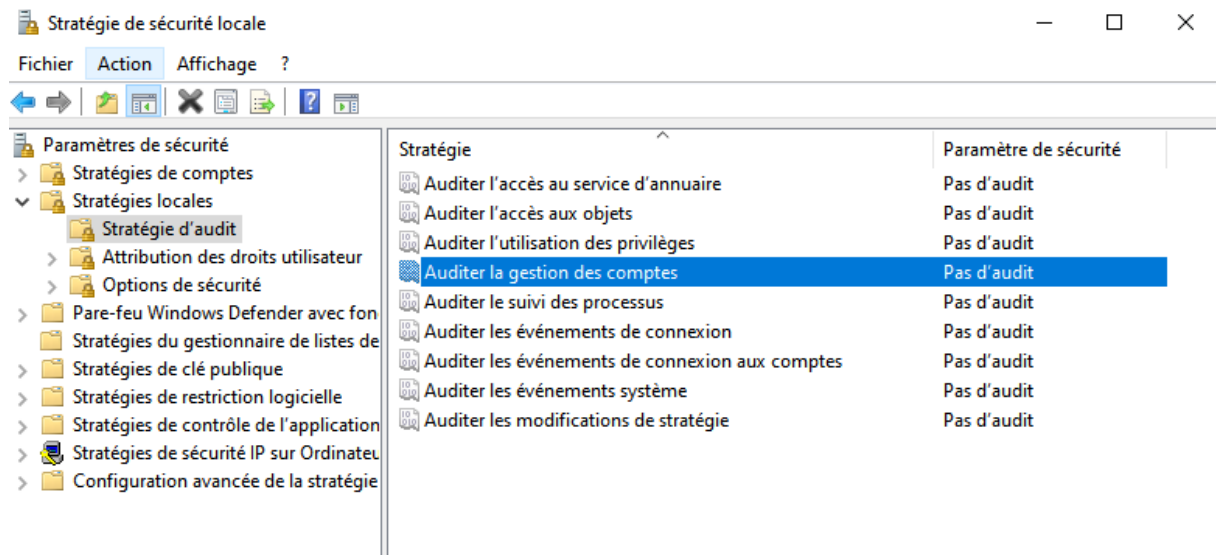 Stratégie de sécurité locale
Fichier Action Affichage ?
Paramètres de sécurité
Stratégies de comptes
Stratégies locales
Stratégie d’audit
Attribution des droits utilisateur
Options de sécurité
Pare-feu Windows Defender avec fon
Stratégies du gestionnaire de listes de
Stratégies de clé publique
Stratégies de restriction logicielle
Stratégies de contrôle de l’application
Stratégies de sécurité IP sur Ordinateu
Configuration avancée de la stratégie
Stratégie Paramètre de sécurité
Auditer l’accès au service d’annuaire Pas d’audit
Auditer l’accès aux objets Pas d’audit
Auditer l’utilisation des privilèges Pas d’audit
Auditer la gestion des comptes Pas d’audit
Auditer le suivi des processus Pas d’audit
Auditer les événements de connexion Pas d’audit
Auditer les événements de connexion aux comptes Pas d’audit
Auditer les événements système Pas d’audit
Auditer les modifications de stratégie Pas d’audit